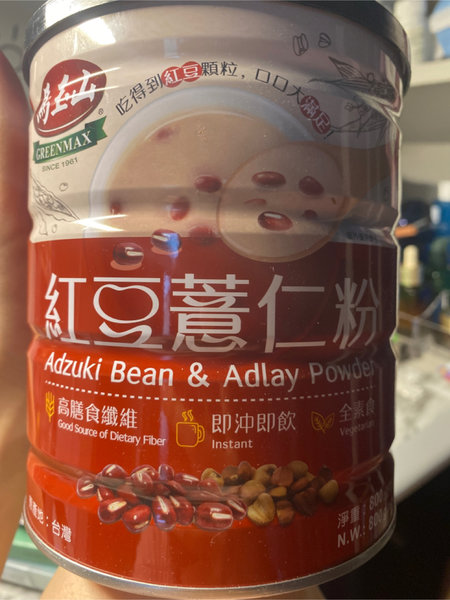 馬玉山
GREENMAX
SINCE 1961
吃得到紅豆顆粒,口口大滿足
紅豆薏仁粉
Adzuki Bean & Adlay Powder
高膳食纖維
Good Source of Dietary Fiber
即沖即飲
Instant
全素食
Vegetarian
台灣
淨重:800
N.W.: 800